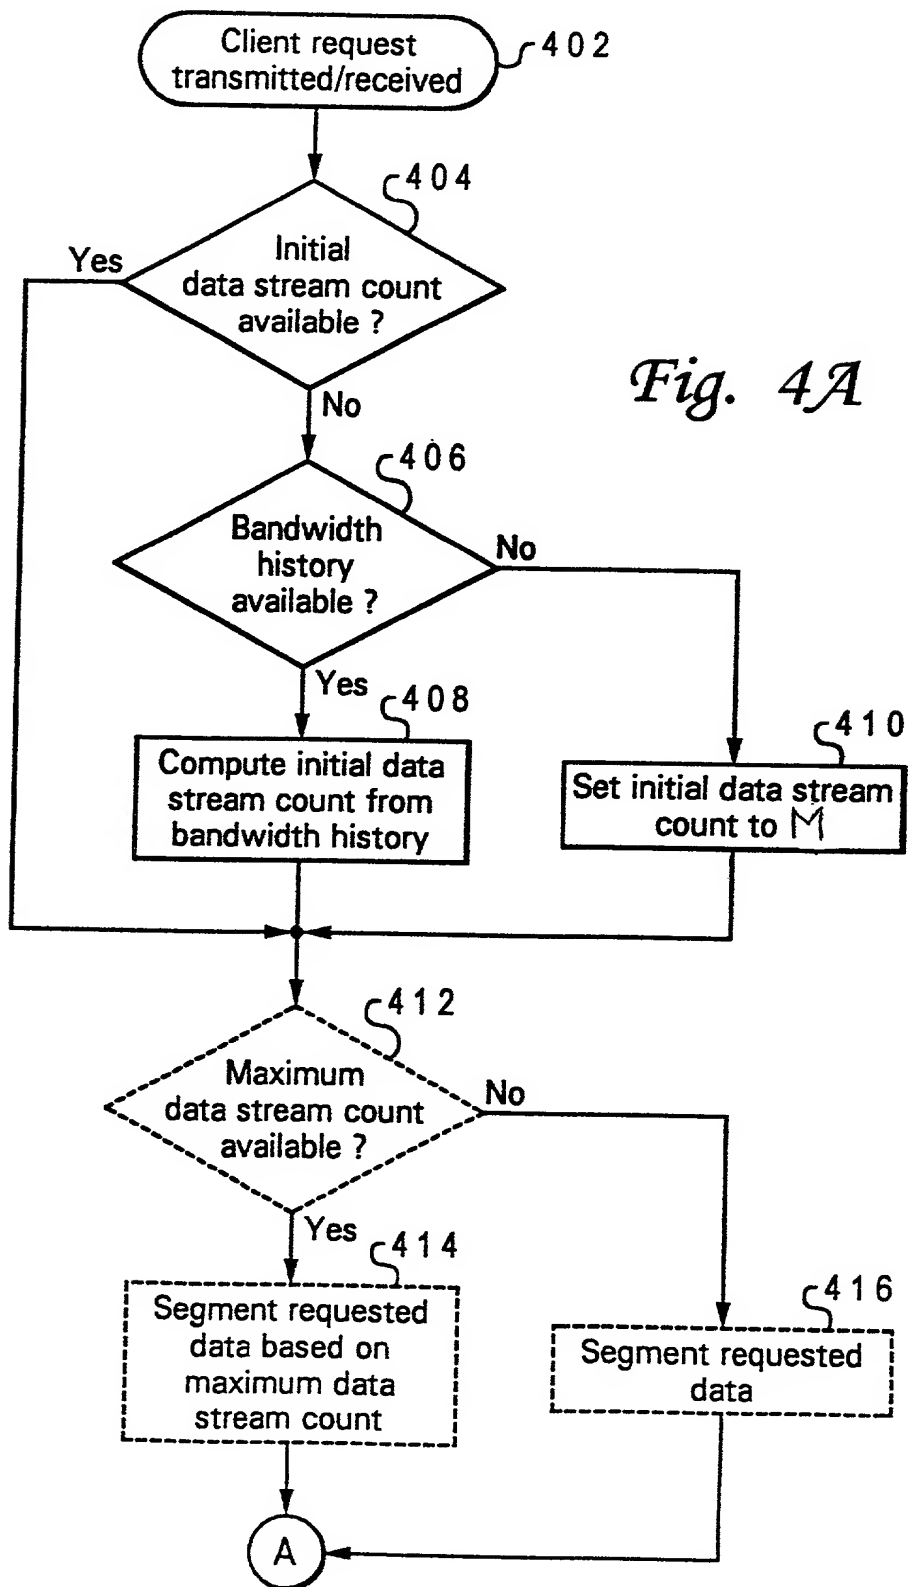 Client request
transmitted/received
402
404
Initial
data stream count
available ?
Yes
No
Fig. 4A
406
Bandwidth
history
available ?
No
Yes
408
Compute initial data
stream count from
bandwidth history
410
Set initial data stream
count to M
412
Maximum
data stream count
available ?
No
Yes
414
Segment requested
data based on
maximum data
stream count
416
Segment requested
data
A